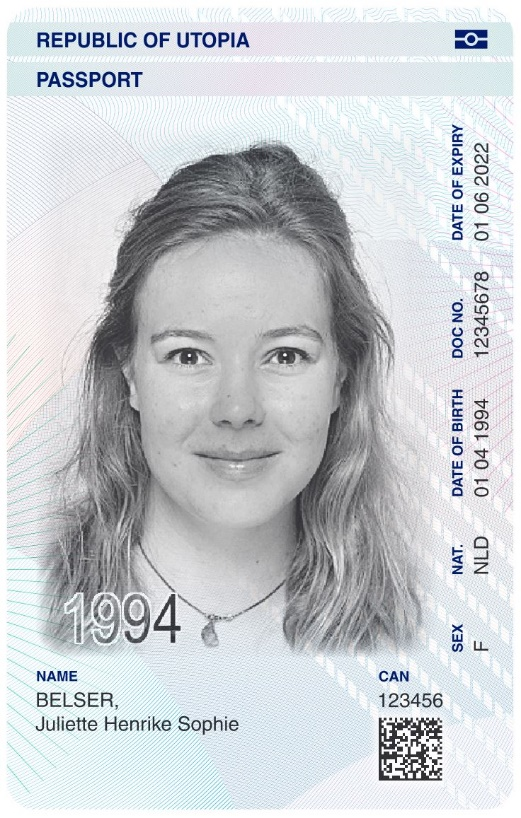 REPUBLIC OF UTOPIA
PASSPORT
DATE OF EXPIRY
01 06 2022
DOC NO.
12345678
DATE OF BIRTH
01 04 1994
NAT.
NLD
SEX
F
1994
NAME
BELSER,
Juliette Henrike Sophie
CAN
123456